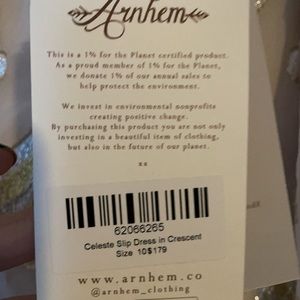 Arnhem
This is a 1% for the Planet certified product.
As a proud member of 1% for the Planet,
we donate 1% of our annual sales to
help protect the environment.
We invest in environmental nonprofits
creating positive change.
By purchasing this product you are not only
investing in a beautiful item of clothing,
but also in the future of our planet.
xx
62066265
Celeste Slip Dress in Crescent
Size 10$179
www.arnhem.co
@arnhem_clothing